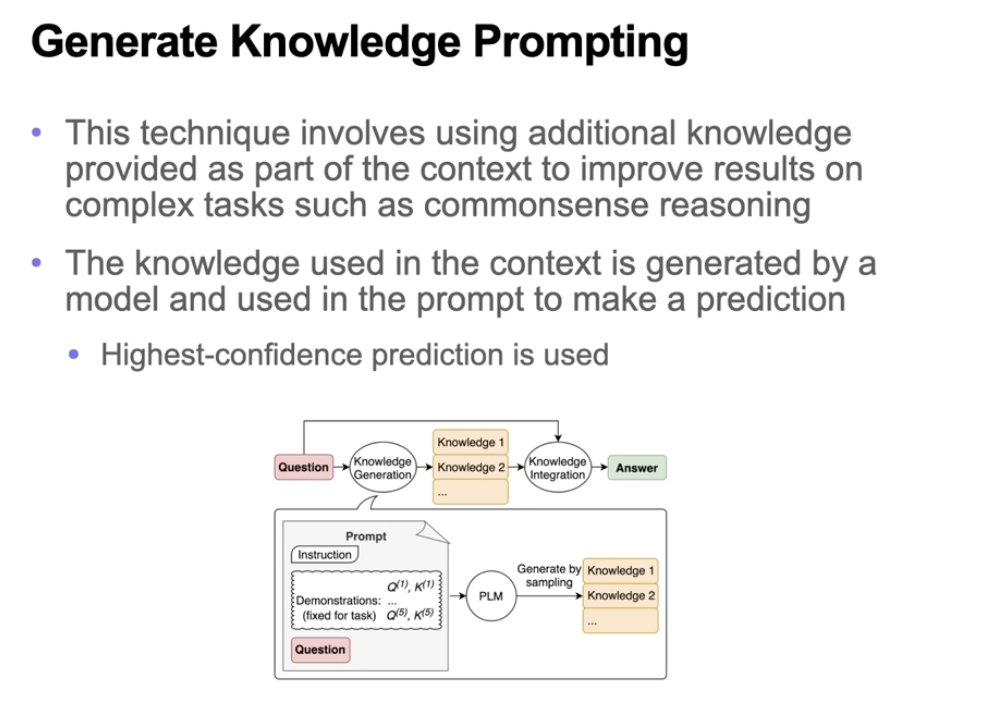 Generate Knowledge Prompting
• This technique involves using additional knowledge
provided as part of the context to improve results on
complex tasks such as commonsense reasoning
• The knowledge used in the context is generated by a
model and used in the prompt to make a prediction
• Highest-confidence prediction is used
Question
Knowledge
Generation
Knowledge 1
Knowledge 2
...
Knowledge
Integration
Answer
Prompt
Instruction
Q(1), K(1)
Demonstrations: ...
(fixed for task) Q(5), K(5)
Question
PLM
Generate by
sampling
Knowledge 1
Knowledge 2
...